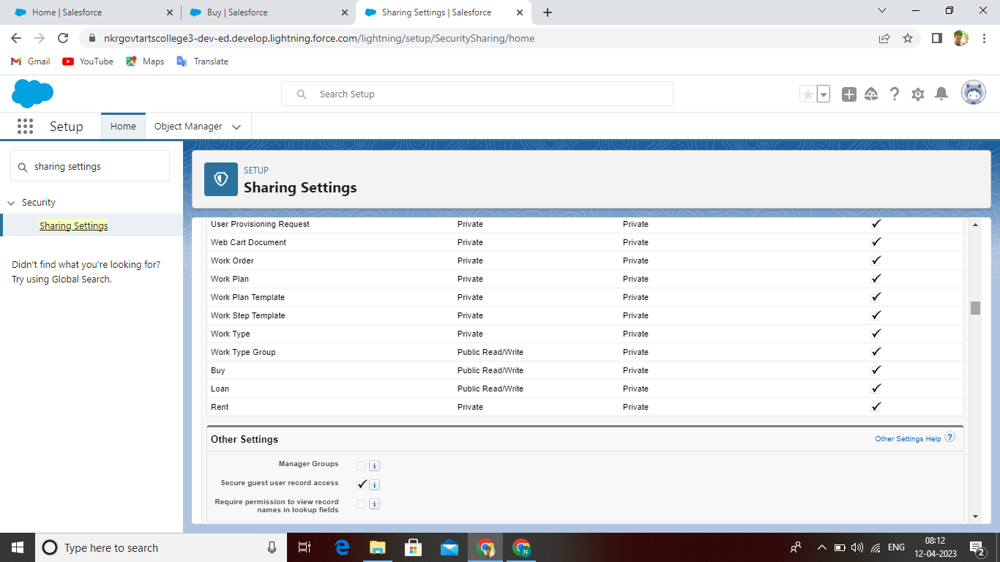 Home | Salesforce
Buy | Salesforce
Sharing Settings | Salesforce
nkrgovtartscollege3-dev-ed.develop.lightning.force.com/lightning/setup/SecuritySharing/home
Gmail
YouTube
Maps
Translate
Search Setup
Setup
Home
Object Manager
sharing settings
Security
Sharing Settings
Didn't find what you're looking for?
Try using Global Search.
SETUP
Sharing Settings
User Provisioning Request Private Private
Web Cart Document Private Private
Work Order Private Private
Work Plan Private Private
Work Plan Template Private Private
Work Step Template Private Private
Work Type Private Private
Work Type Group Public Read/Write Private
Buy Public Read/Write Private
Loan Public Read/Write Private
Rent Private Private
Other Settings
Other Settings Help ?
Manager Groups i
Secure guest user record access i
Require permission to view record
names in lookup fields i
Type here to search
N
ENG
08:12
12-04-2023
2